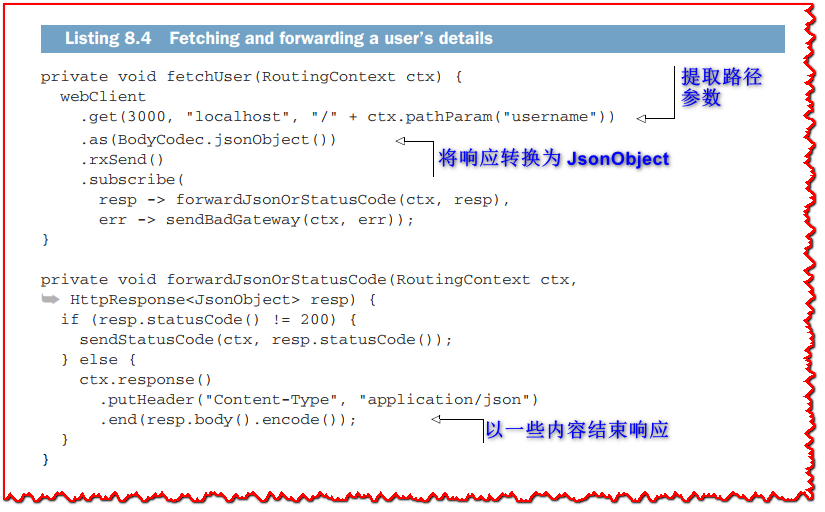 Listing 8.4 Fetching and forwarding a user's details
private void fetchUser(RoutingContext ctx) {
webClient
.get(3000, "localhost", "/" + ctx.pathParam("username"))
提取路径
参数
.as(BodyCodec.jsonObject())
将响应转换为 JsonObject
.rxSend()
.subscribe(
resp -> forwardJsonOrStatusCode(ctx, resp),
err -> sendBadGateway(ctx, err));
}
private void forwardJsonOrStatusCode(RoutingContext ctx,
HttpResponse<JsonObject> resp) {
if (resp.statusCode() != 200) {
sendStatusCode(ctx, resp.statusCode());
} else {
ctx.response()
.putHeader("Content-Type", "application/json")
.end(resp.body().encode());
以一些内容结束响应
}
}